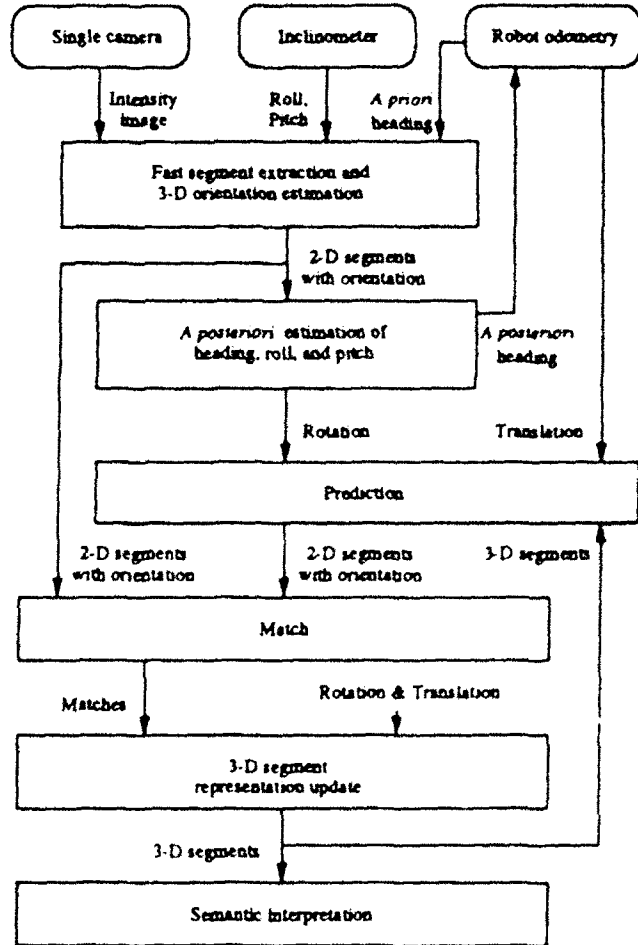 Single camera
Inclinometer
Robot odometry
Intensity
image
Roll,
Pitch
A priori
heading
Fast segment extraction and
3-D orientation estimation
2-D segments
with orientation
A posteriori estimation of
heading, roll, and pitch
A posteriori
heading
Rotation
Translation
Prediction
2-D segments
with orientation
2-D segments
with orientation
3-D segments
Match
Matches
Rotation & Translation
3-D segment
representation update
3-D segments
Semantic Interpretation